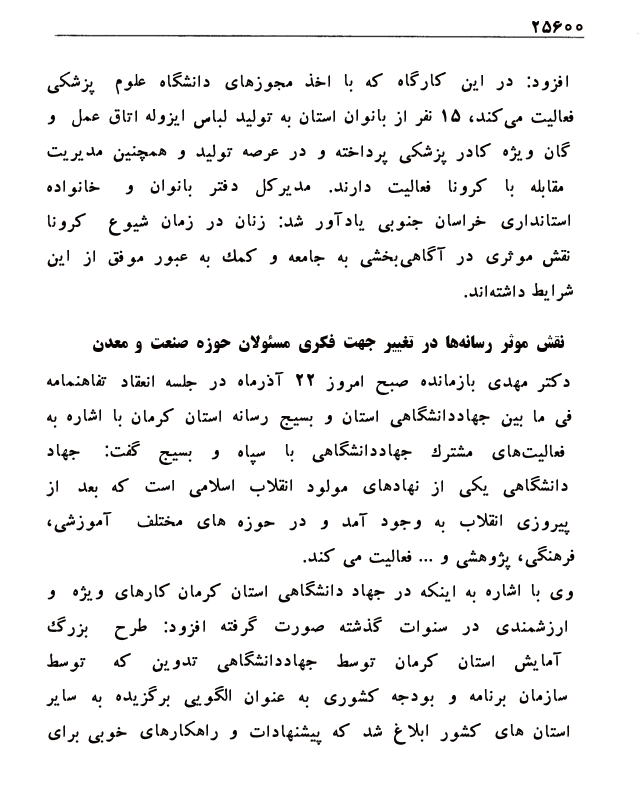 ۲۵۶۰۰
افزود: در این کارگاه که با اخذ مجوزهای دانشگاه علوم پزشکی
فعالیت می‌کند، ۱۵ نفر از بانوان استان به تولید لباس ایزوله اتاق عمل و
گان ویژه کادر پزشکی پرداخته و در عرصه تولید و همچنین مدیریت
مقابله با کرونا فعالیت دارند. مدیرکل دفتر بانوان و خانواده
استانداری خراسان جنوبی یادآور شد: زنان در زمان شیوع کرونا
نقش موثری در آگاهی‌بخشی به جامعه و کمك به عبور موفق از این
شرایط داشته‌اند.
نقش موثر رسانه‌ها در تغییر جهت فکری مسئولان حوزه صنعت و معدن
دکتر مهدی بازمانده صبح امروز ۲۲ آذرماه در جلسه انعقاد تفاهنمامه
فی ما بین جهاددانشگاهی استان و بسیج رسانه استان کرمان با اشاره به
فعالیت‌های مشترك جهاددانشگاهی با سپاه و بسیج گفت: جهاد
دانشگاهی یکی از نهادهای مولود انقلاب اسلامی است که بعد از
پیروزی انقلاب به وجود آمد و در حوزه های مختلف آموزشی،
فرهنگی، پژوهشی و ... فعالیت می کند.
وی با اشاره به اینکه در جهاد دانشگاهی استان کرمان کارهای ویژه و
ارزشمندی در سنوات گذشته صورت گرفته افزود: طرح بزرگ
آمایش استان کرمان توسط جهاددانشگاهی تدوین که توسط
سازمان برنامه و بودجه کشوری به عنوان الگویی برگزیده به سایر
استان های کشور ابلاغ شد که پیشنهادات و راهکارهای خوبی برای